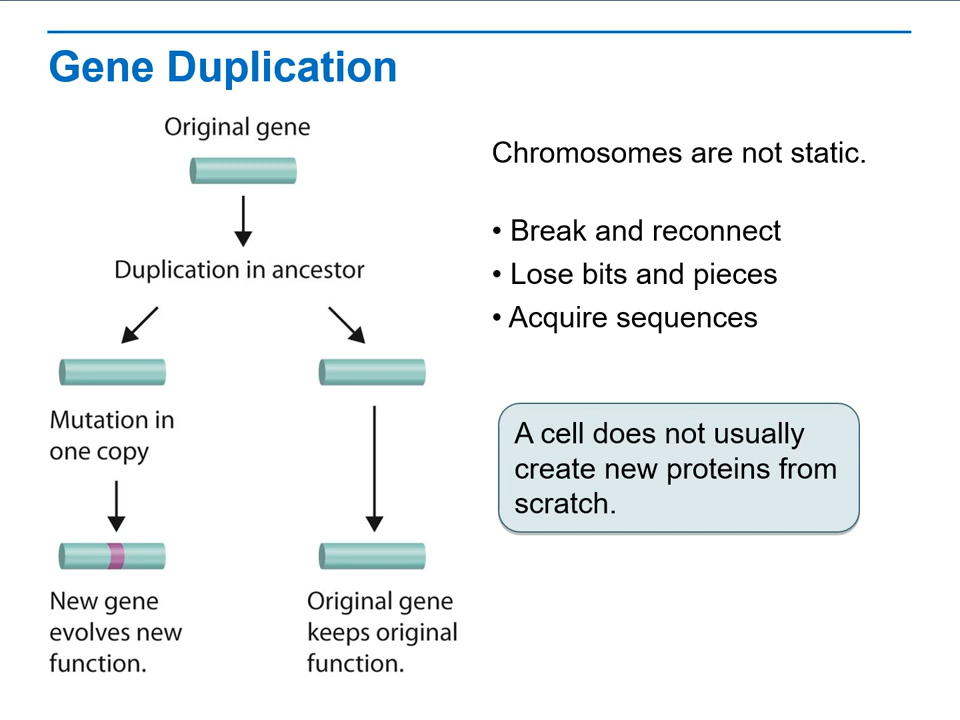 Gene Duplication
Original gene
Duplication in ancestor
Mutation in
one copy
New gene
evolves new
function.
Original gene
keeps original
function.
Chromosomes are not static.
• Break and reconnect
• Lose bits and pieces
• Acquire sequences
A cell does not usually
create new proteins from
scratch.